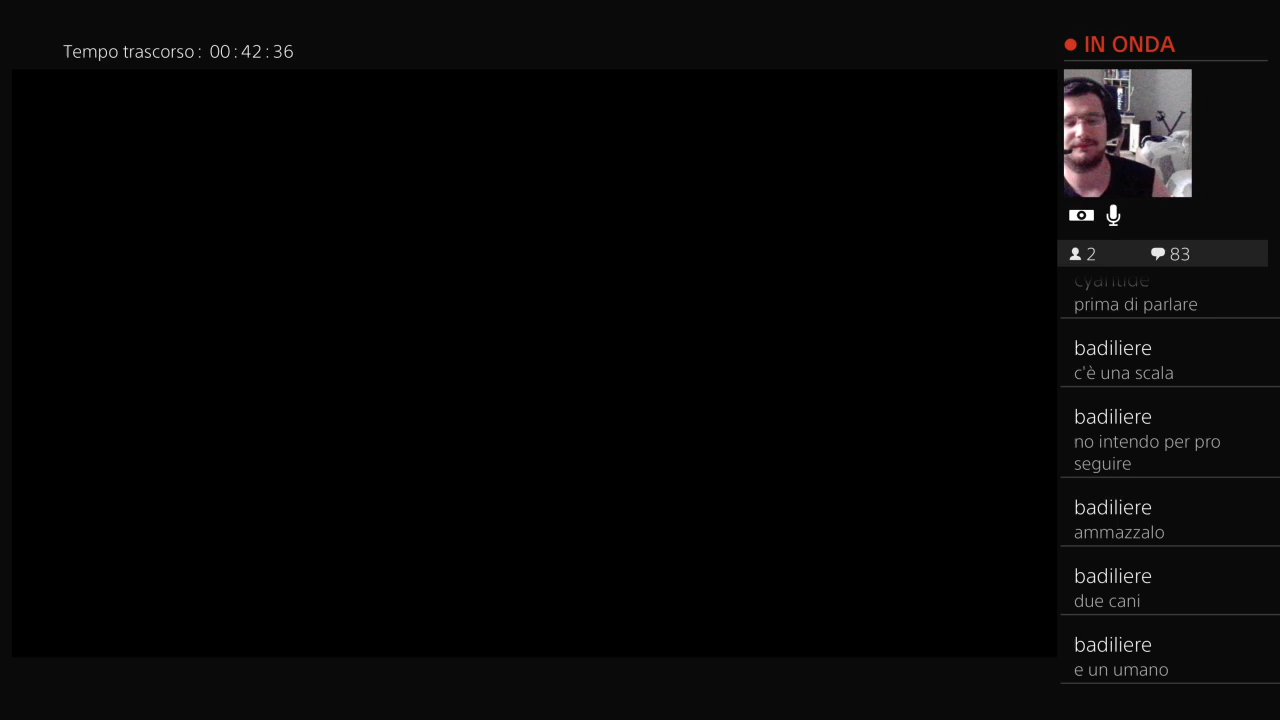 Tempo trascorso : 00 : 42 : 36
IN ONDA
2
83
cyantide
prima di parlare
badiliere
c'è una scala
badiliere
no intendo per pro
seguire
badiliere
ammazzalo
badiliere
due cani
badiliere
e un umano